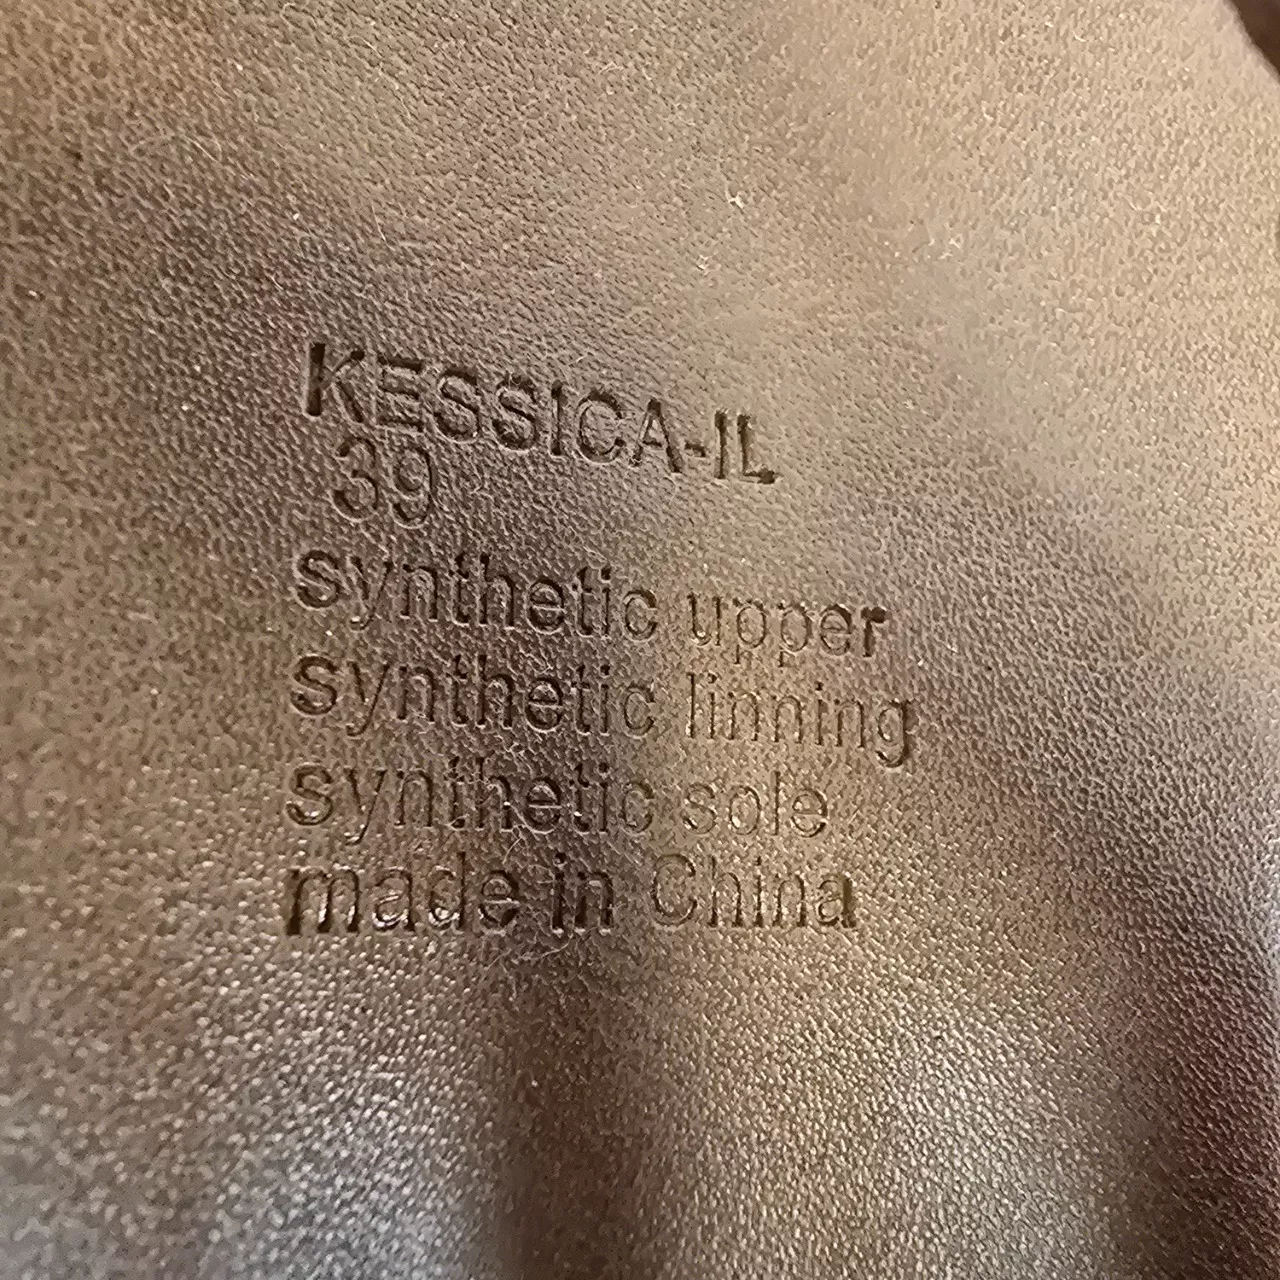 KESSICA-IL
39
synthetic upper
synthetic linning
synthetic sole
made in China